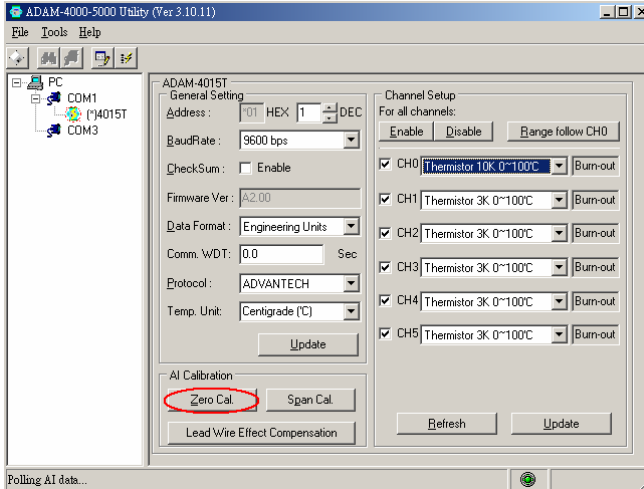 ADAM-4000-5000 Utility (Ver 3.10.11)
File Tools Help
PC
COM1
(*)4015T
COM3
ADAM-4015T
General Setting
Address : *01 HEX 1 DEC
BaudRate : 9600 bps
CheckSum : Enable
Firmware Ver : A2.00
Data Format : Engineering Units
Comm. WDT: 0.0 Sec
Protocol : ADVANTECH
Temp. Unit: Centigrade (℃)
Update
AI Calibration
Zero Cal. Span Cal.
Lead Wire Effect Compensation
Channel Setup
For all channels:
Enable Disable Range follow CH0
CH0 Thermistor 10K 0~100℃ Burn-out
CH1 Thermistor 3K 0~100℃ Burn-out
CH2 Thermistor 3K 0~100℃ Burn-out
CH3 Thermistor 3K 0~100℃ Burn-out
CH4 Thermistor 3K 0~100℃ Burn-out
CH5 Thermistor 3K 0~100℃ Burn-out
Refresh Update
Polling AI data...